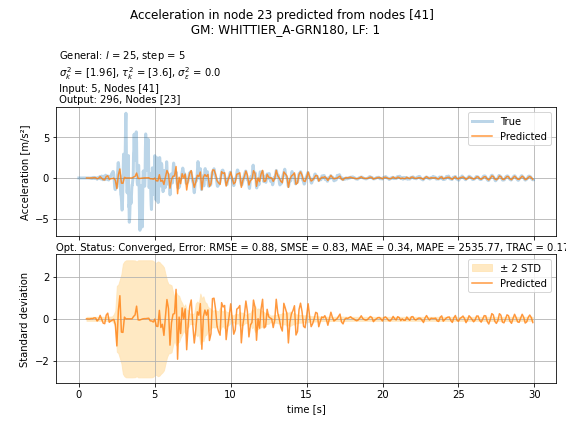 Acceleration in node 23 predicted from nodes [41]
GM: WHITTIER_A-GRN180, LF: 1
General: l = 25, step = 5
σ²ₖ = [1.96], τ²ₖ = [3.6], σ²ε = 0.0
Input: 5, Nodes [41]
Output: 296, Nodes [23]
Acceleration [m/s²]
5
0
−5
True
Predicted
Opt. Status: Converged, Error: RMSE = 0.88, SMSE = 0.83, MAE = 0.34, MAPE = 2535.77, TRAC = 0.17
Standard deviation
2
0
−2
± 2 STD
Predicted
0 5 10 15 20 25 30
time [s]